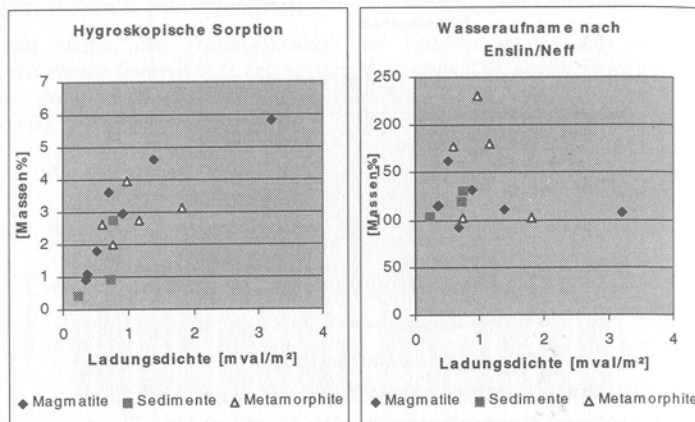 Hygroskopische Sorption
[Massen%]
7
6
5
4
3
2
1
0
0
1
2
3
4
Ladungsdichte [mval/m²]
◆ Magmatite ■ Sedimente △ Metamorphite
Wasseraufname nach
Enslin/Neff
[Massen%]
250
200
150
100
50
0
0
1
2
3
4
Ladungsdichte [mval/m²]
◆ Magmatite ■ Sedimente △ Metamorphite